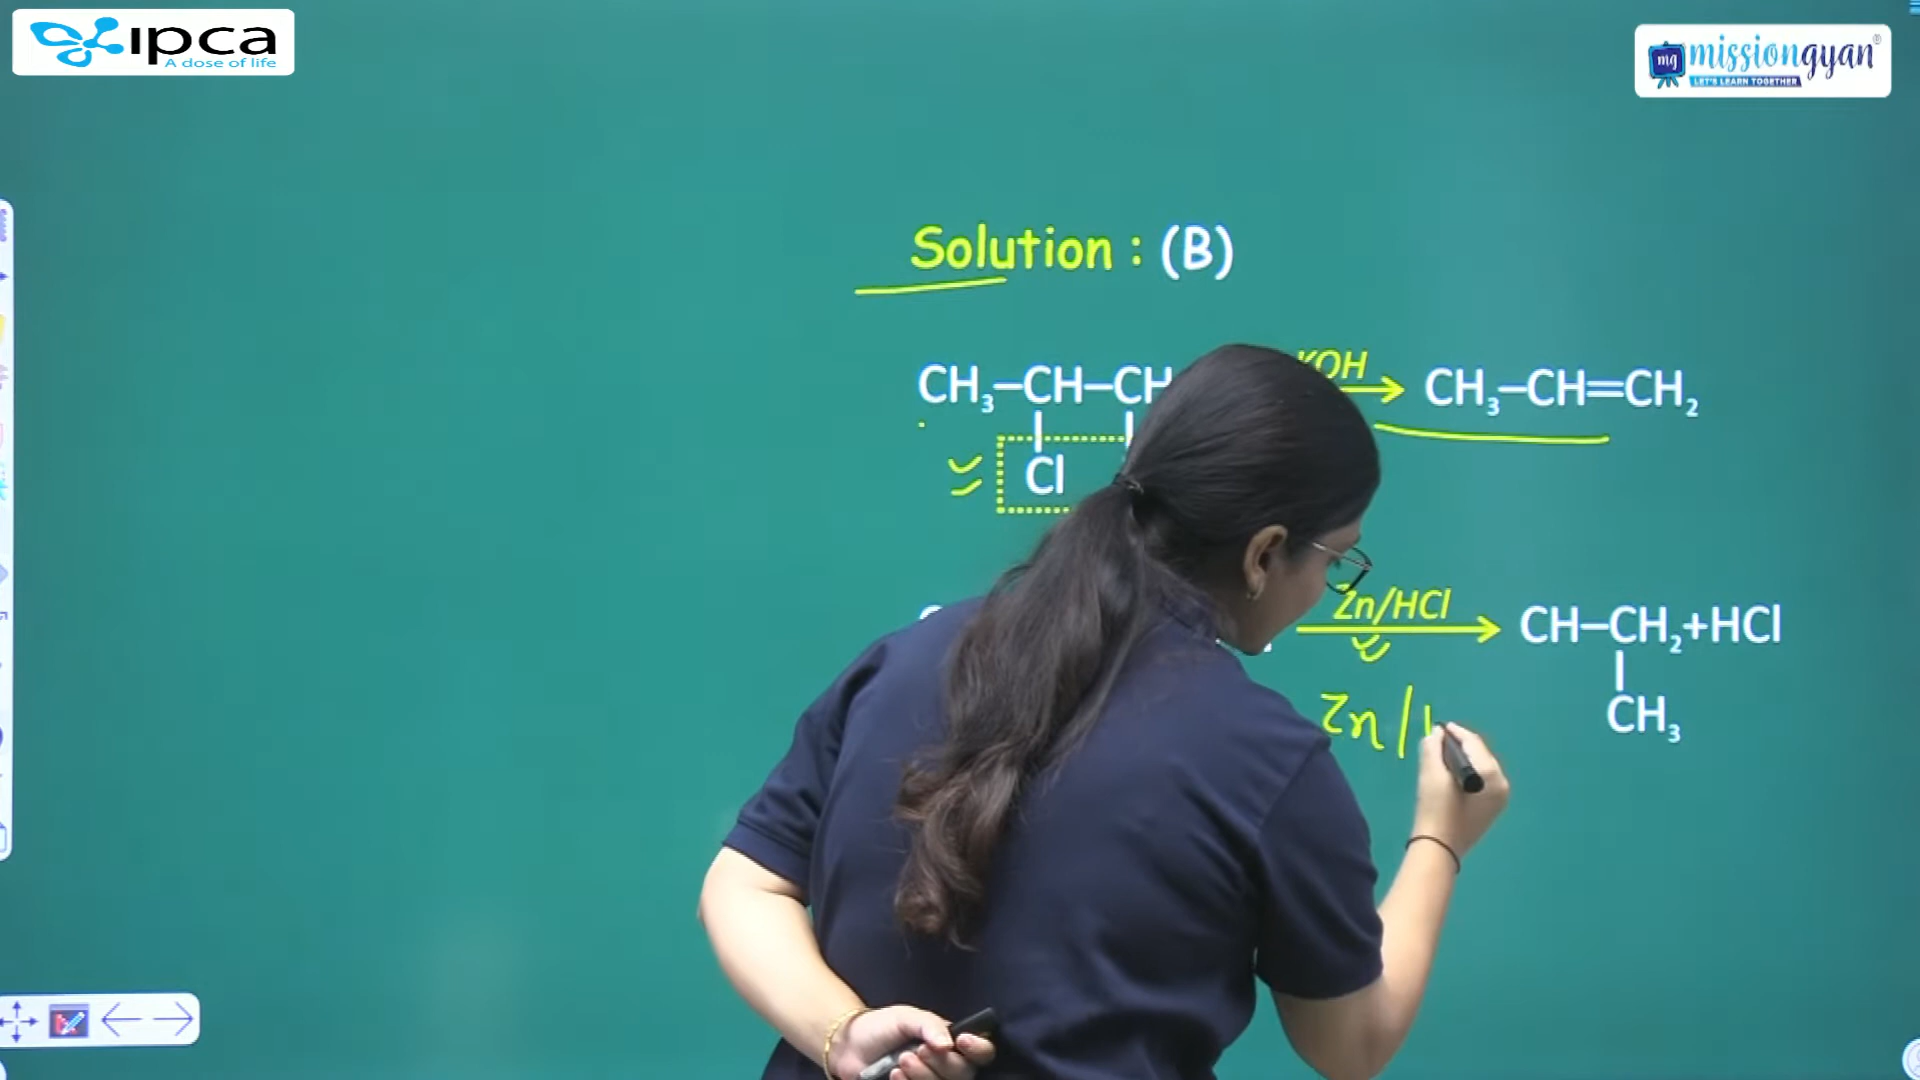 ipca
A dose of life
mg missiongyan®
LET'S LEARN TOGETHER
Solution : (B)
KOH
CH₃–CH–CH
CH₃–CH=CH₂
Cl
Zn/HCl
CH–CH₂+HCl
CH₃
Zn/